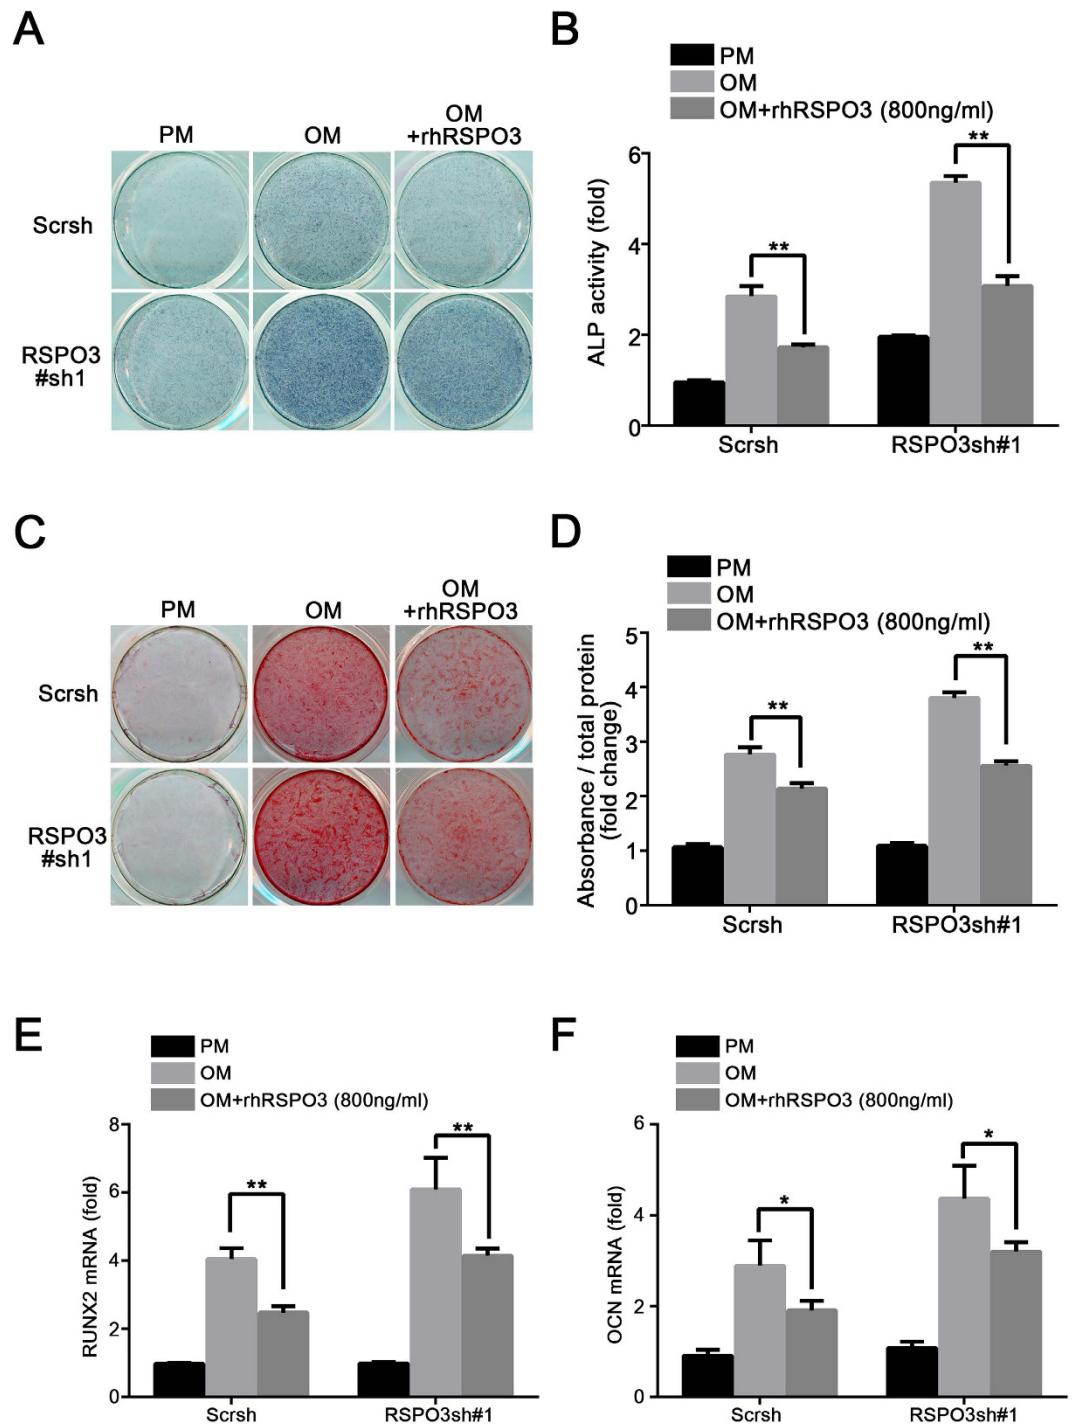 A
PM
OM
OM
+rhRSPO3
Scrsh
RSPO3
#sh1
B
PM
OM
OM+rhRSPO3 (800ng/ml)
ALP activity (fold)
6
4
2
0
**
**
Scrsh
RSPO3sh#1
C
PM
OM
OM
+rhRSPO3
Scrsh
RSPO3
#sh1
D
PM
OM
OM+rhRSPO3 (800ng/ml)
Absorbance / total protein
(fold change)
5
4
3
2
1
0
**
**
Scrsh
RSPO3sh#1
E
PM
OM
OM+rhRSPO3 (800ng/ml)
RUNX2 mRNA (fold)
8
6
4
2
0
**
**
Scrsh
RSPO3sh#1
F
PM
OM
OM+rhRSPO3 (800ng/ml)
OCN mRNA (fold)
6
4
2
0
*
*
Scrsh
RSPO3sh#1